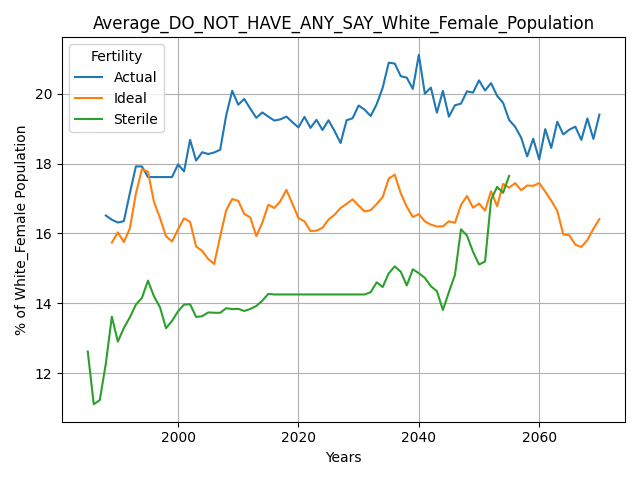 Average_DO_NOT_HAVE_ANY_SAY_White_Female_Population
Fertility
Actual
Ideal
Sterile
% of White_Female Population
20
18
16
14
12
2000
2020
2040
2060
Years